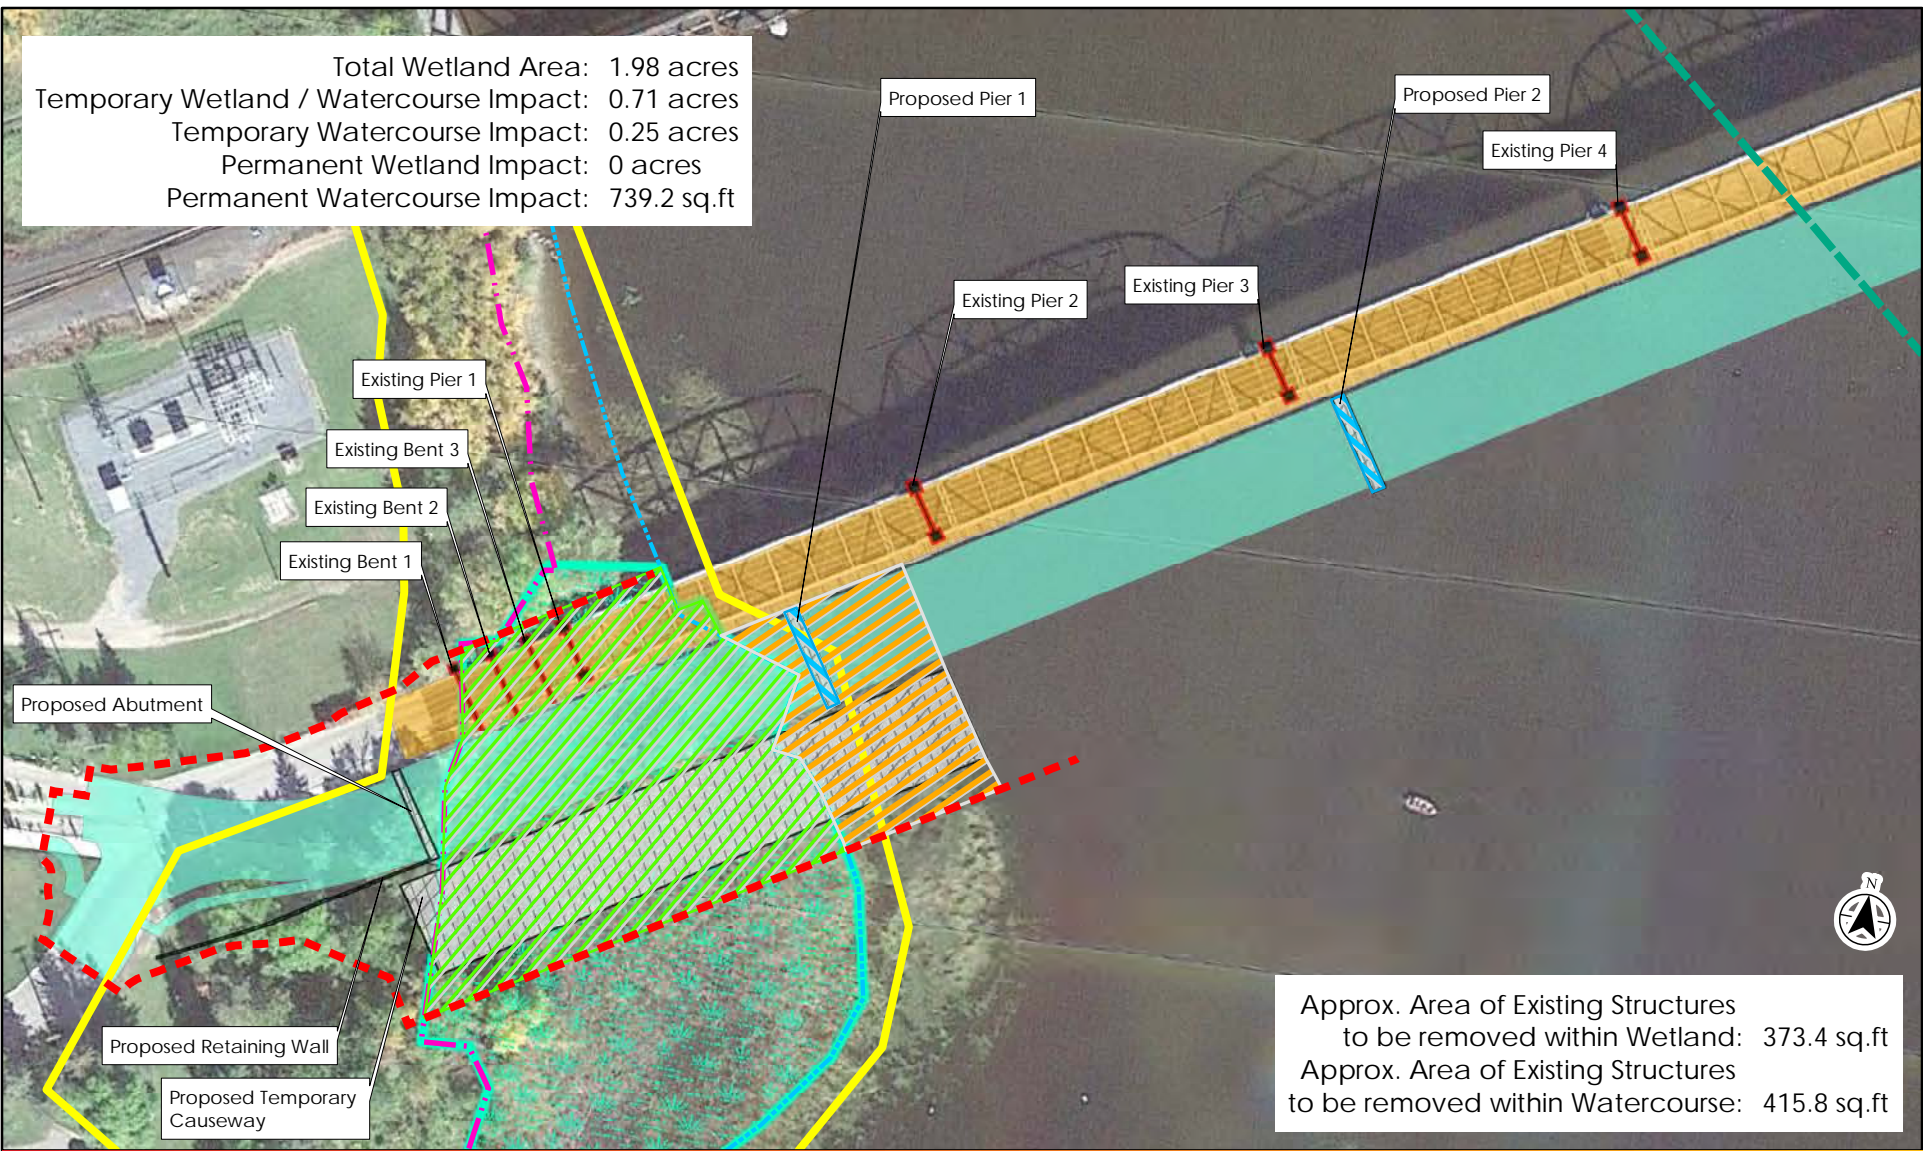 Total Wetland Area: 1.98 acres
Temporary Wetland / Watercourse Impact: 0.71 acres
Temporary Watercourse Impact: 0.25 acres
Permanent Wetland Impact: 0 acres
Permanent Watercourse Impact: 739.2 sq.ft
Proposed Pier 1
Proposed Pier 2
Existing Pier 4
Existing Pier 3
Existing Pier 2
Existing Pier 1
Existing Bent 3
Existing Bent 2
Existing Bent 1
Proposed Abutment
Proposed Retaining Wall
Proposed Temporary
Causeway
N
Approx. Area of Existing Structures
to be removed within Wetland: 373.4 sq.ft
Approx. Area of Existing Structures
to be removed within Watercourse: 415.8 sq.ft